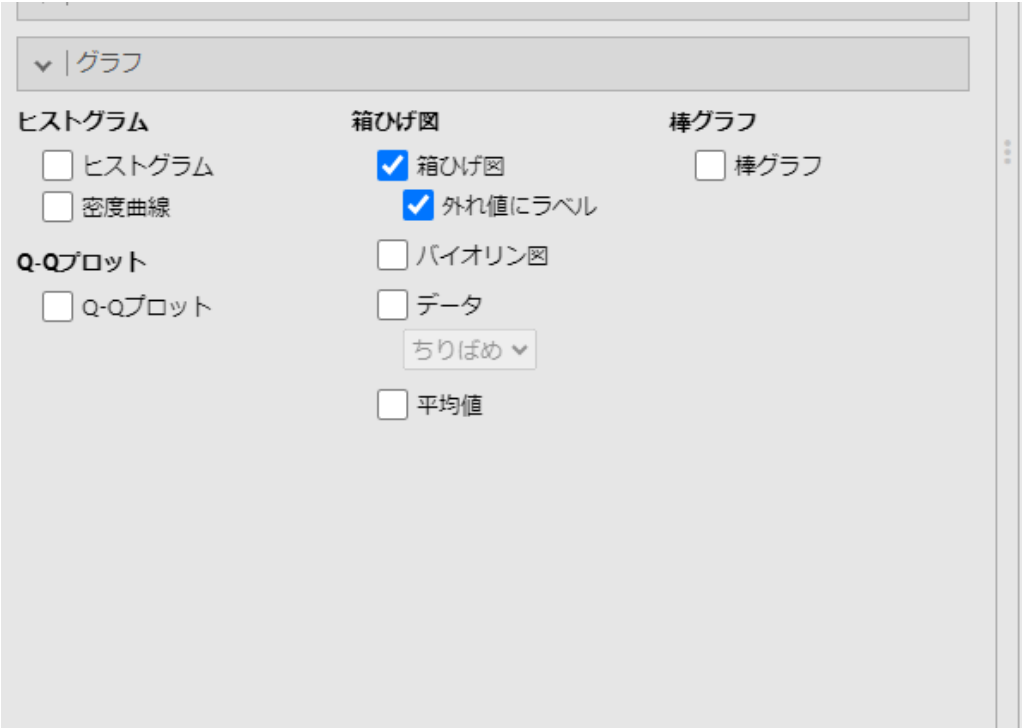 グラフ
ヒストグラム
ヒストグラム
密度曲線
Q-Qプロット
Q-Qプロット
箱ひげ図
箱ひげ図
外れ値にラベル
バイオリン図
データ
ちりばめ
平均値
棒グラフ
棒グラフ